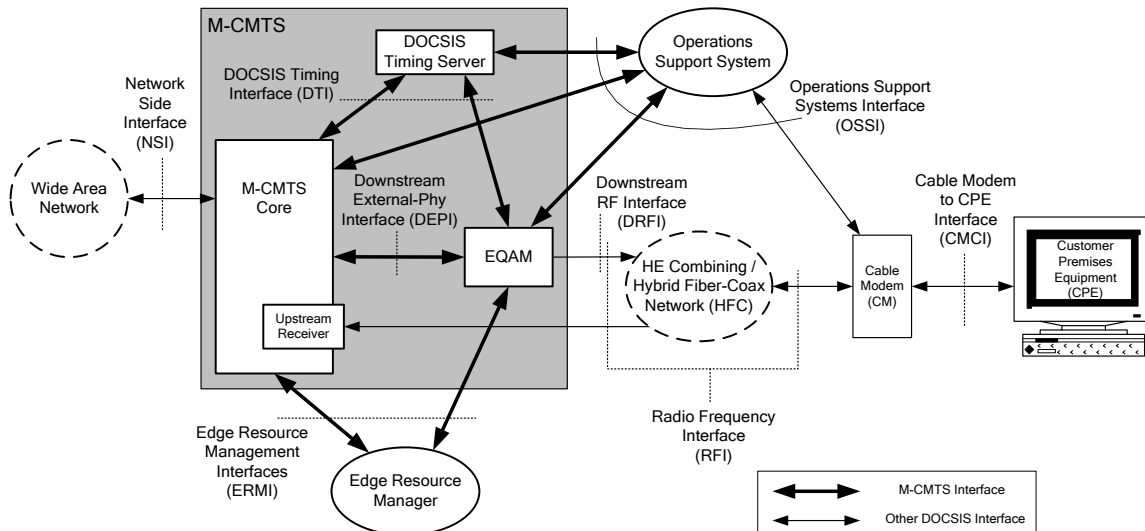 M-CMTS
DOCSIS
Timing Server
Operations
Support System
DOCSIS Timing
Interface (DTI)
Network
Side
Interface
(NSI)
Operations Support
Systems Interface
(OSSI)
Wide Area
Network
M-CMTS
Core
Downstream
External-Phy
Interface (DEPI)
Downstream
RF Interface
(DRFI)
Cable Modem
to CPE
Interface
(CMCI)
EQAM
HE Combining /
Hybrid Fiber-Coax
Network (HFC)
Cable
Modem
(CM)
Customer
Premises
Equipment
(CPE)
Upstream
Receiver
Edge Resource
Management
Interfaces
(ERMI)
Edge Resource
Manager
Radio Frequency
Interface
(RFI)
M-CMTS Interface
Other DOCSIS Interface